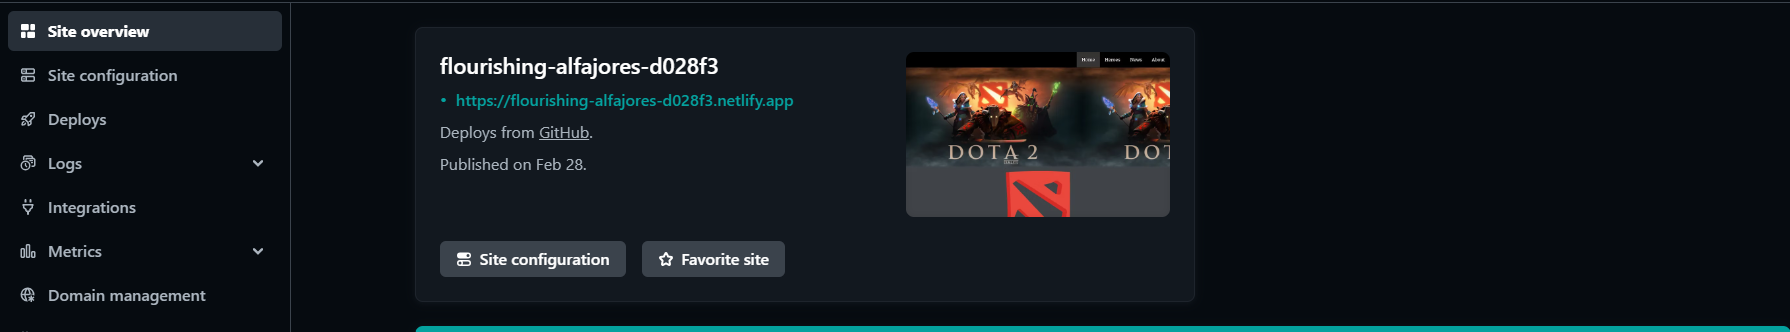 Site overview
Site configuration
Deploys
Logs
Integrations
Metrics
Domain management
flourishing-alfajores-d028f3
https://flourishing-alfajores-d028f3.netlify.app
Deploys from GitHub.
Published on Feb 28.
Site configuration
Favorite site
Home Heroes News About
DOTA 2
DOT